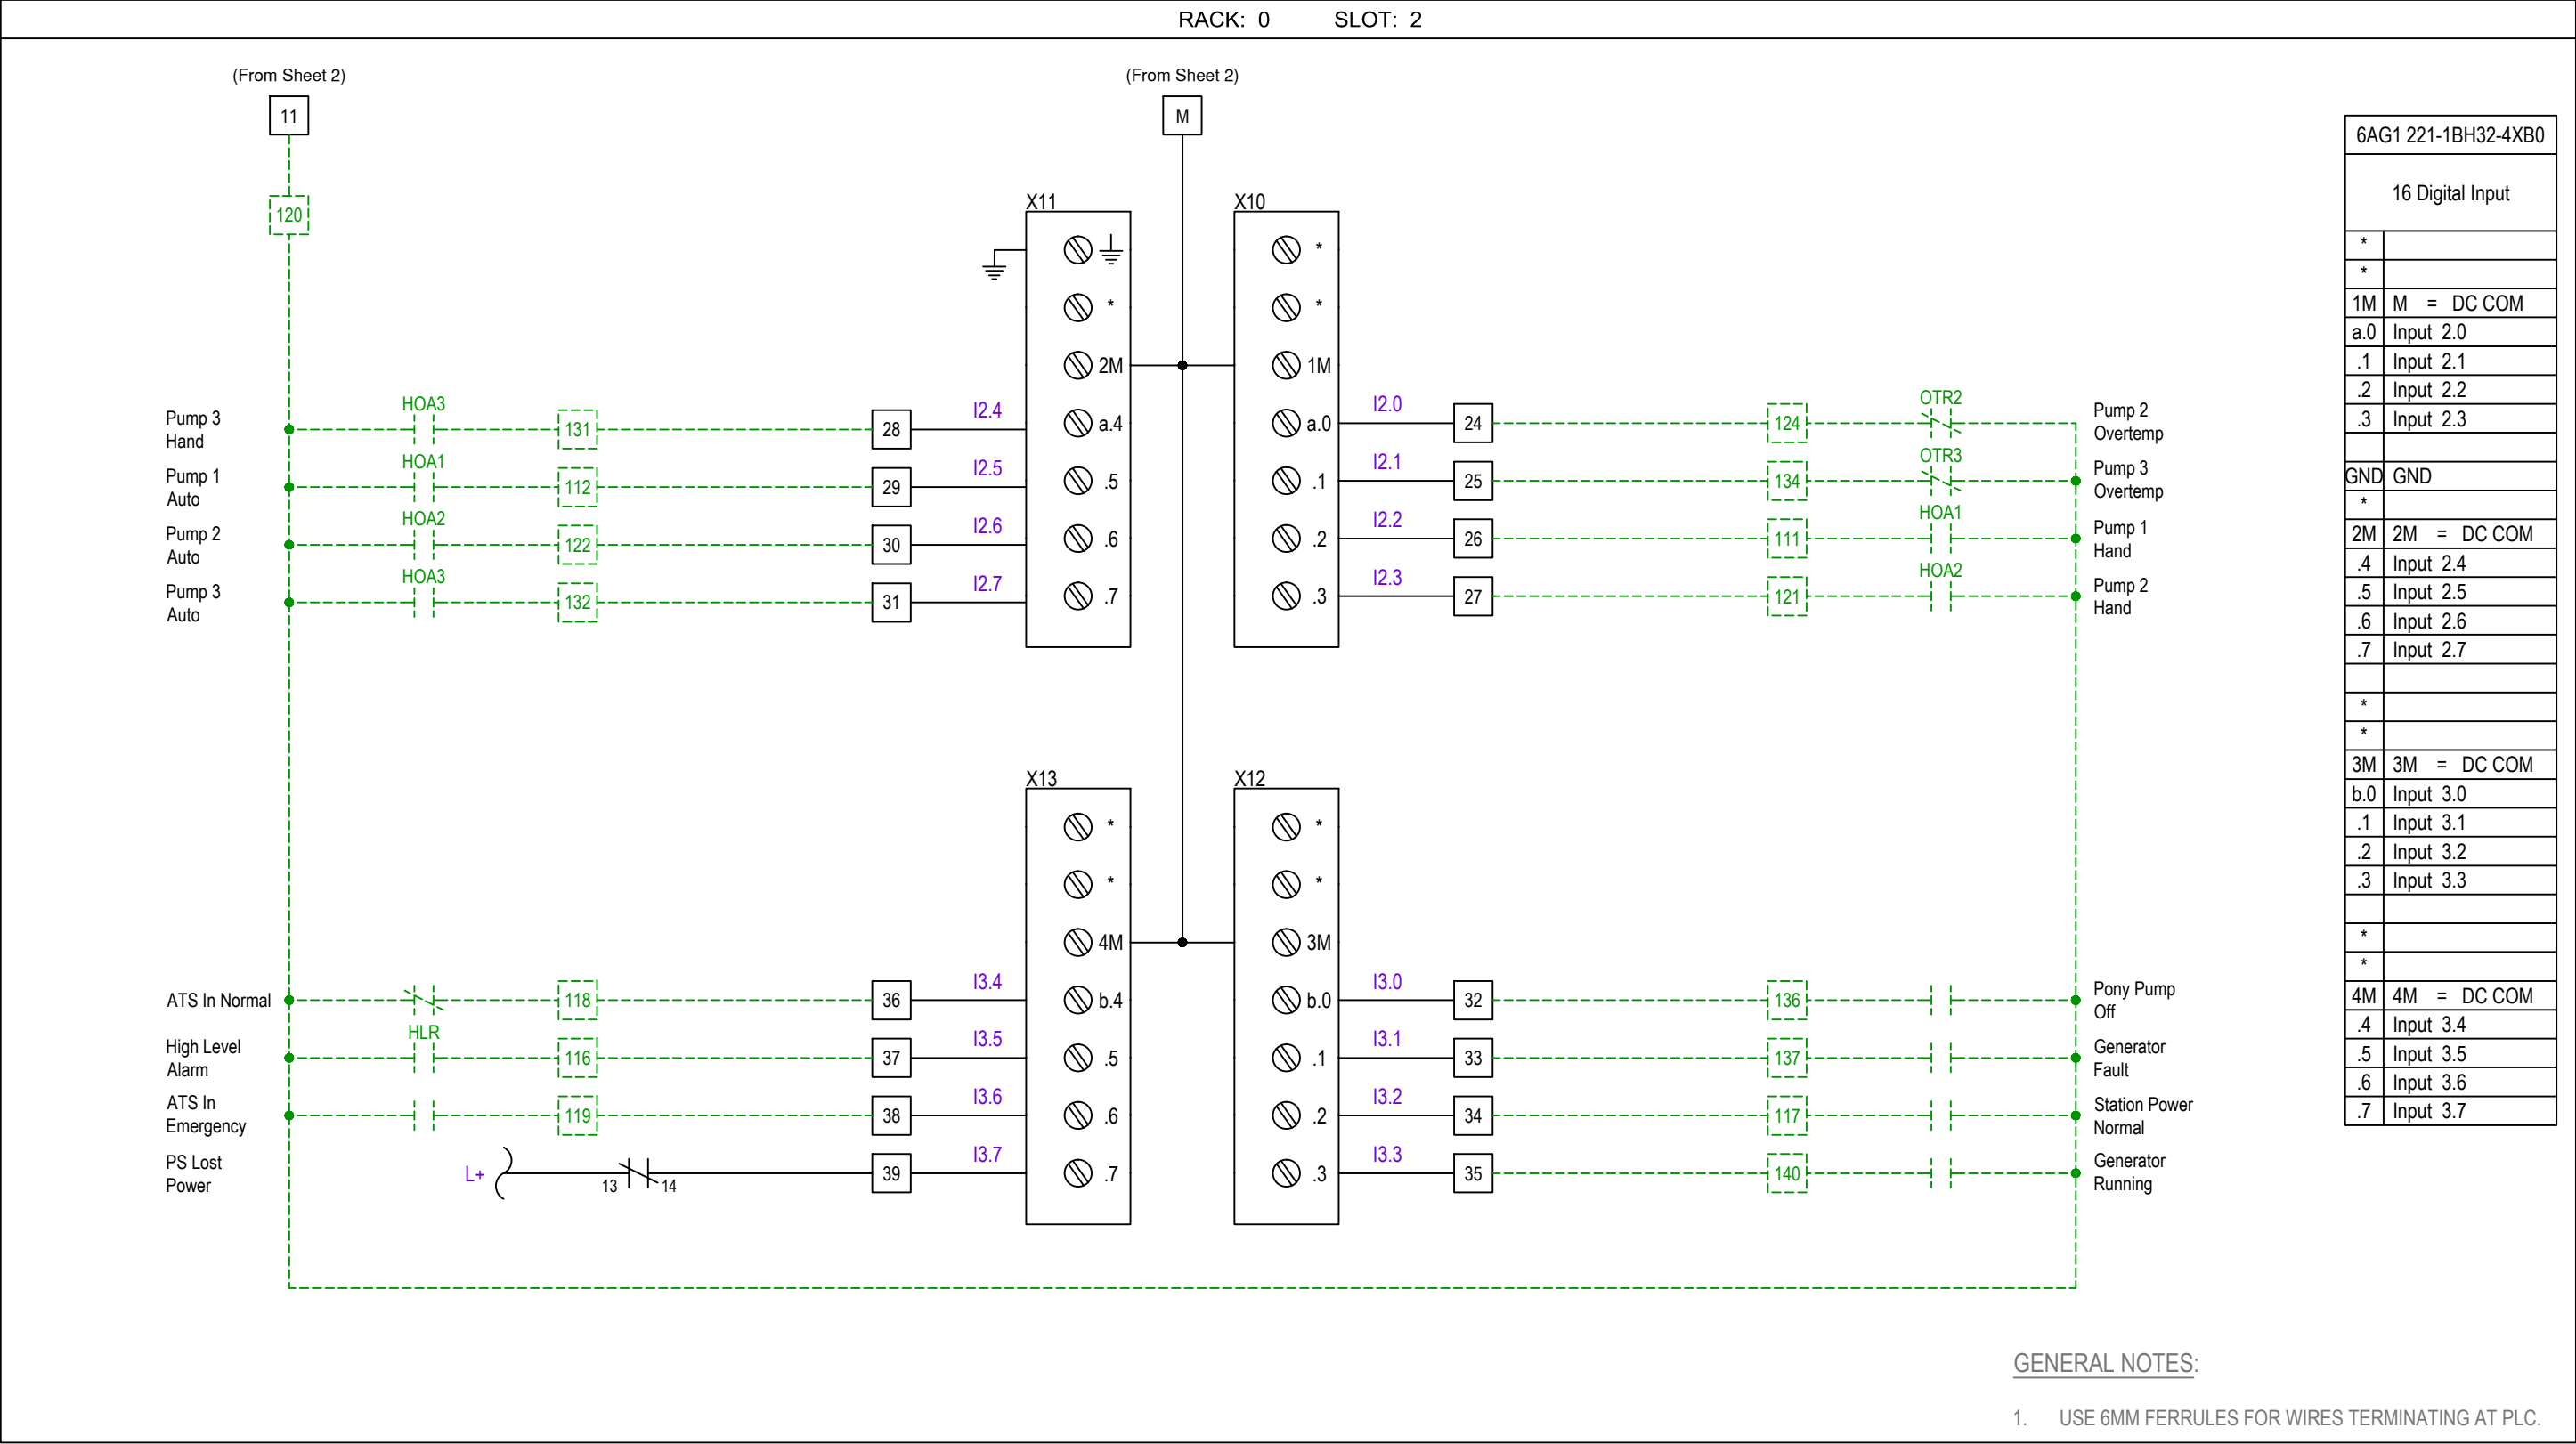 RACK: 0 SLOT: 2
(From Sheet 2)
11
120
(From Sheet 2)
M
X11
*
2M
a.4
.5
.6
.7
X10
*
*
1M
a.0
.1
.2
.3
Pump 3
Hand
HOA3
131
28
I2.4
Pump 1
Auto
HOA1
112
29
I2.5
Pump 2
Auto
HOA2
122
30
I2.6
Pump 3
Auto
HOA3
132
31
I2.7
I2.0
24
124
OTR2
Pump 2
Overtemp
I2.1
25
134
OTR3
Pump 3
Overtemp
I2.2
26
111
HOA1
Pump 1
Hand
I2.3
27
121
HOA2
Pump 2
Hand
X13
*
*
4M
b.4
.5
.6
.7
X12
*
*
3M
b.0
.1
.2
.3
ATS In Normal
118
36
I3.4
High Level
Alarm
HLR
116
37
I3.5
ATS In
Emergency
119
38
I3.6
PS Lost
Power
L+
13
14
39
I3.7
I3.0
32
136
Pony Pump
Off
I3.1
33
137
Generator
Fault
I3.2
34
117
Station Power
Normal
I3.3
35
140
Generator
Running
6AG1 221-1BH32-4XB0
16 Digital Input
*
*
1M M = DC COM
a.0 Input 2.0
.1 Input 2.1
.2 Input 2.2
.3 Input 2.3
GND GND
*
2M 2M = DC COM
.4 Input 2.4
.5 Input 2.5
.6 Input 2.6
.7 Input 2.7
*
*
3M 3M = DC COM
b.0 Input 3.0
.1 Input 3.1
.2 Input 3.2
.3 Input 3.3
*
*
4M 4M = DC COM
.4 Input 3.4
.5 Input 3.5
.6 Input 3.6
.7 Input 3.7
GENERAL NOTES:
1. USE 6MM FERRULES FOR WIRES TERMINATING AT PLC.